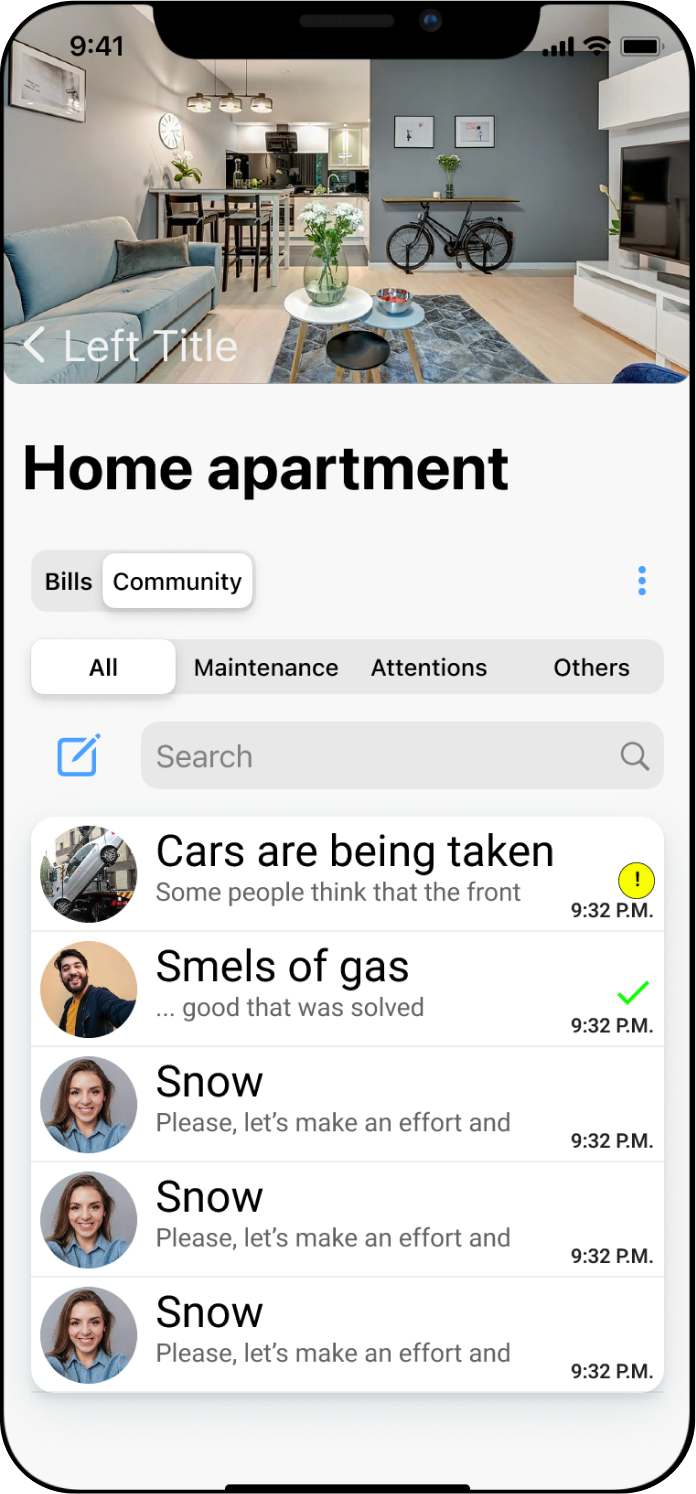 9:41
Left Title
Home apartment
Bills Community
All Maintenance Attentions Others
Search
Cars are being taken
Some people think that the front
!
9:32 P.M.
Smels of gas
... good that was solved
9:32 P.M.
Snow
Please, let’s make an effort and
9:32 P.M.
Snow
Please, let’s make an effort and
9:32 P.M.
Snow
Please, let’s make an effort and
9:32 P.M.